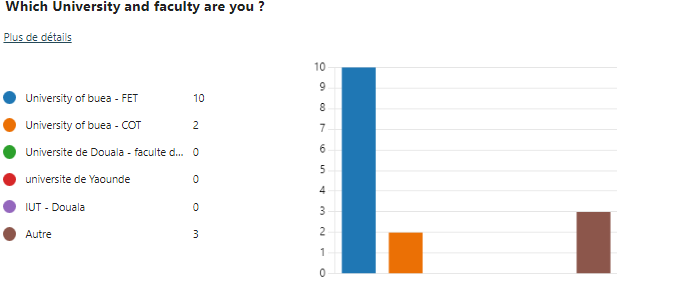 Which University and faculty are you ?
Plus de détails
University of buea - FET 10
University of buea - COT 2
Universite de Douala - faculte d... 0
universite de Yaounde 0
IUT - Douala 0
Autre 3
10
9
8
7
6
5
4
3
2
1
0